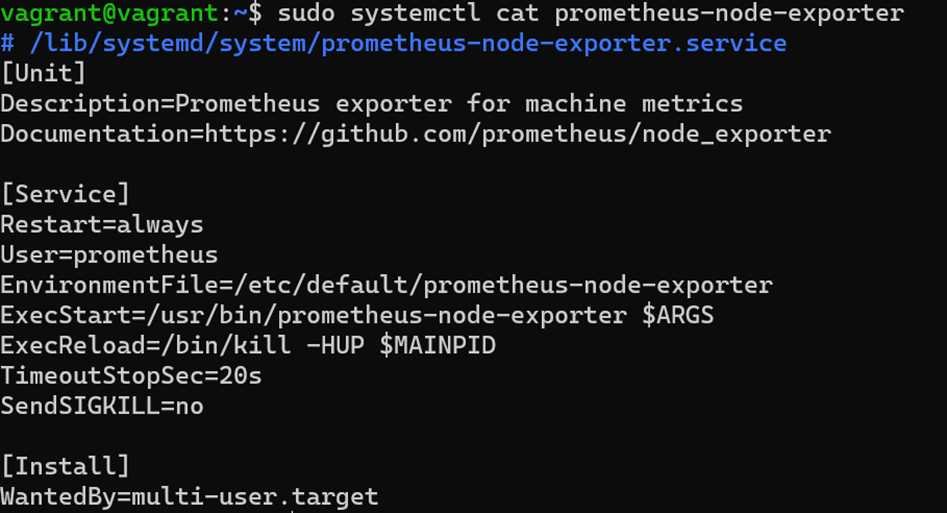 vagrant@vagrant:~$ sudo systemctl cat prometheus-node-exporter
# /lib/systemd/system/prometheus-node-exporter.service
[Unit]
Description=Prometheus exporter for machine metrics
Documentation=https://github.com/prometheus/node_exporter

[Service]
Restart=always
User=prometheus
EnvironmentFile=/etc/default/prometheus-node-exporter
ExecStart=/usr/bin/prometheus-node-exporter $ARGS
ExecReload=/bin/kill -HUP $MAINPID
TimeoutStopSec=20s
SendSIGKILL=no

[Install]
WantedBy=multi-user.target